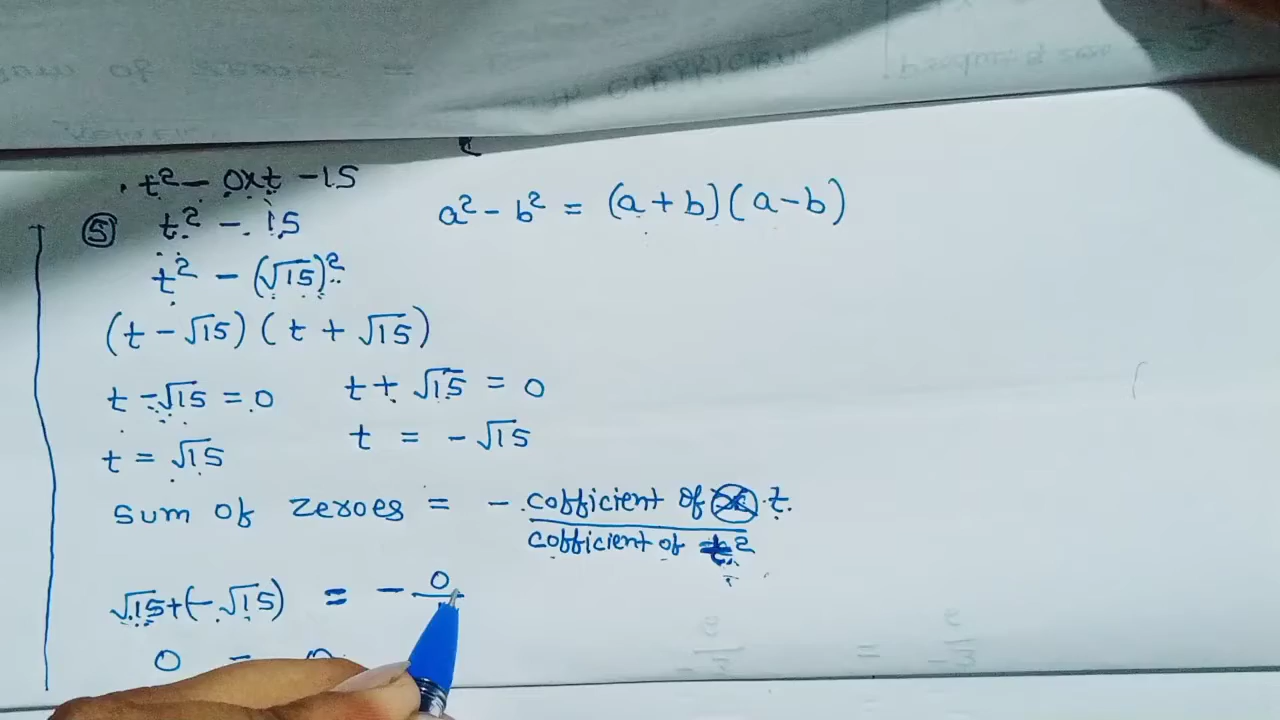 t² - 0xt - 15
⑤ t² - 15
a² - b² = (a + b) (a - b)
t² - (√15)²
(t - √15) (t + √15)
t - √15 = 0 t + √15 = 0
t = √15 t = - √15
Sum of zeroes = - cofficient of t
cofficient of t²
√15 + (- √15) = - 0
0 = 0